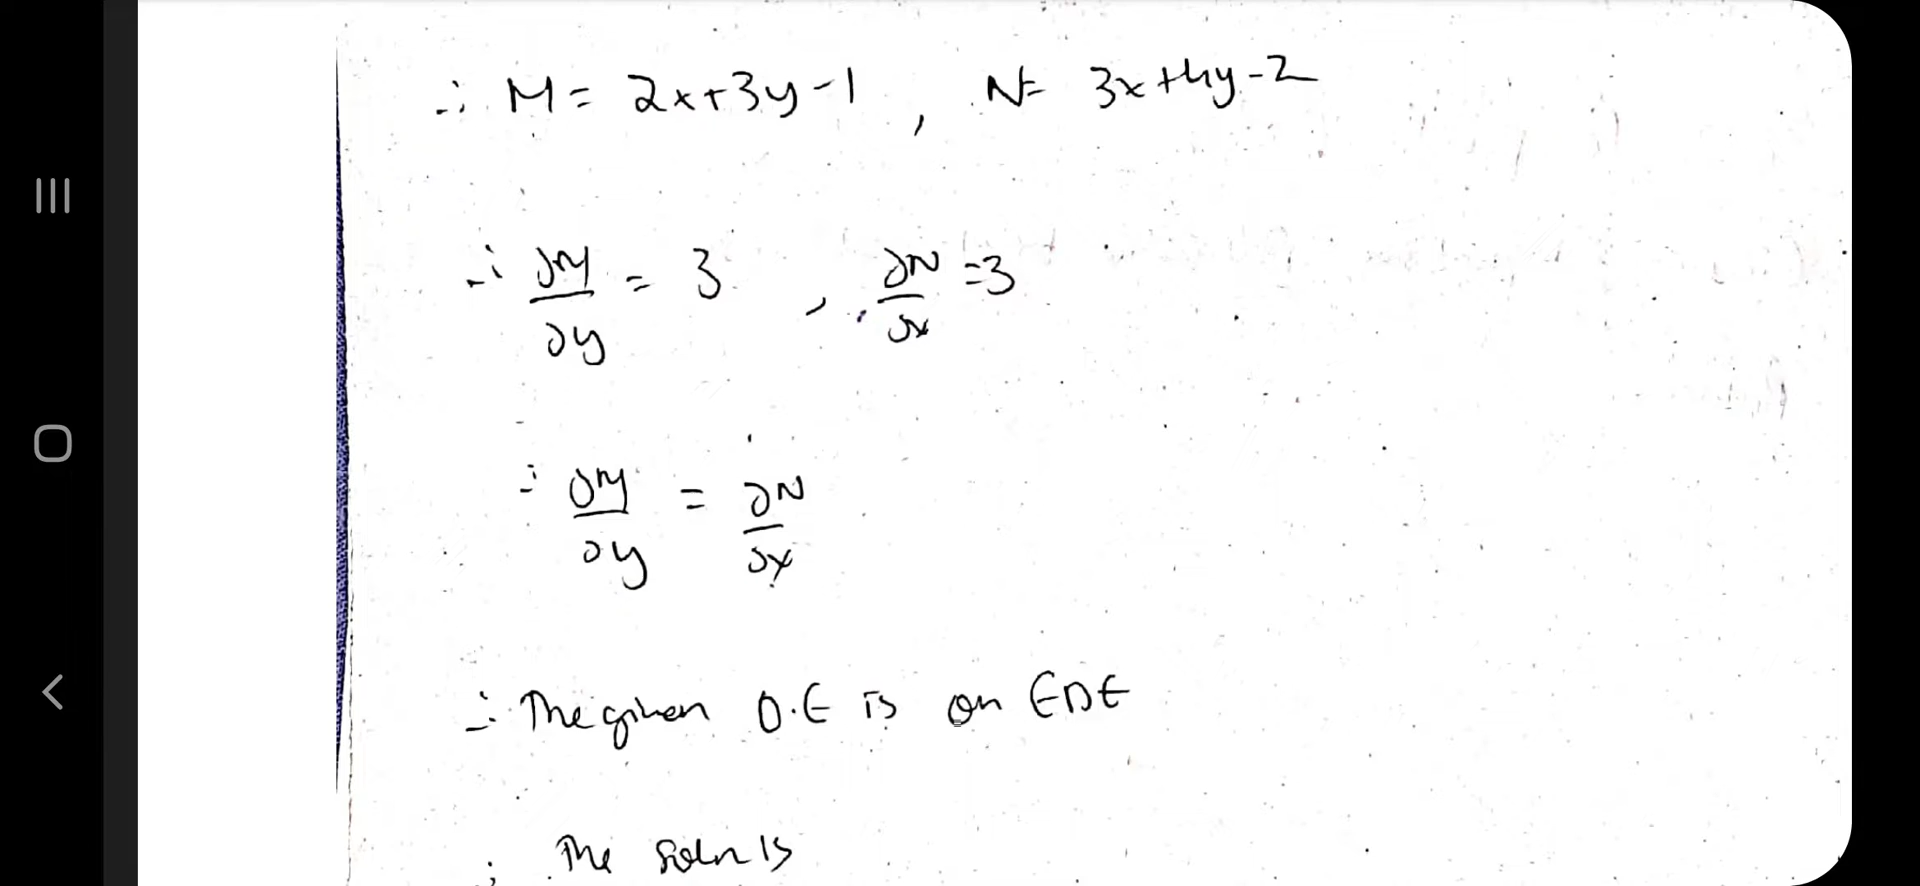 ∴ M = 2x+3y-1 , N= 3x+4y-2
∴ ∂M/∂y = 3 , ∂N/∂x =3
∴ ∂M/∂y = ∂N/∂x
∴ The given D.E is an EDE
∴ The soln is